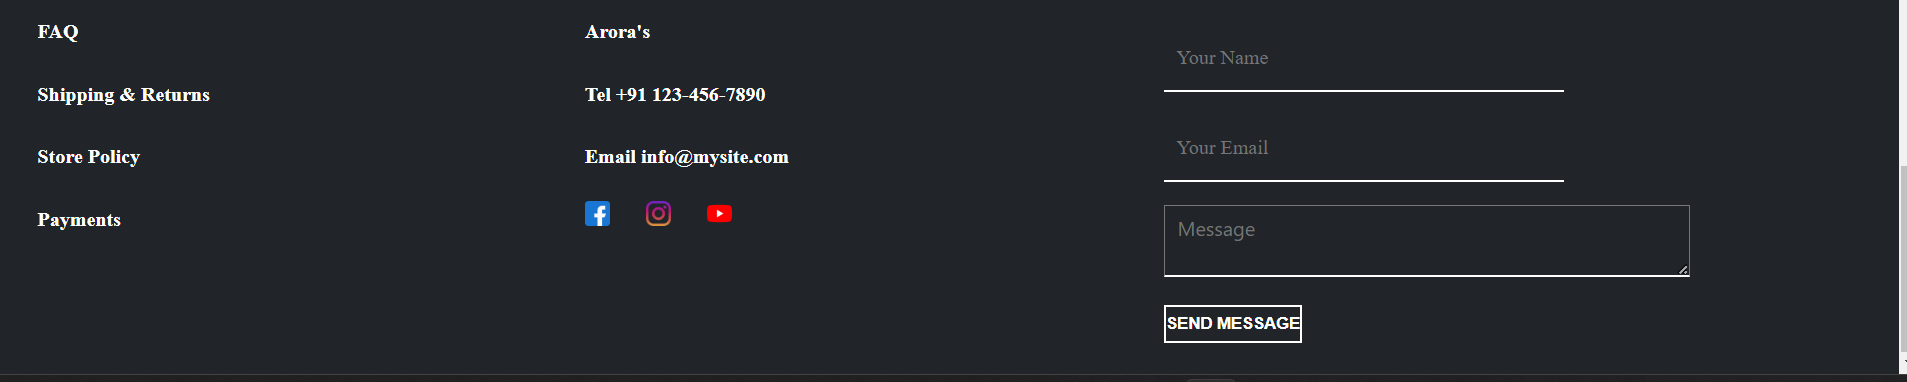 FAQ
Shipping & Returns
Store Policy
Payments
Arora's
Tel +91 123-456-7890
Email info@mysite.com
Your Name
Your Email
Message
SEND MESSAGE